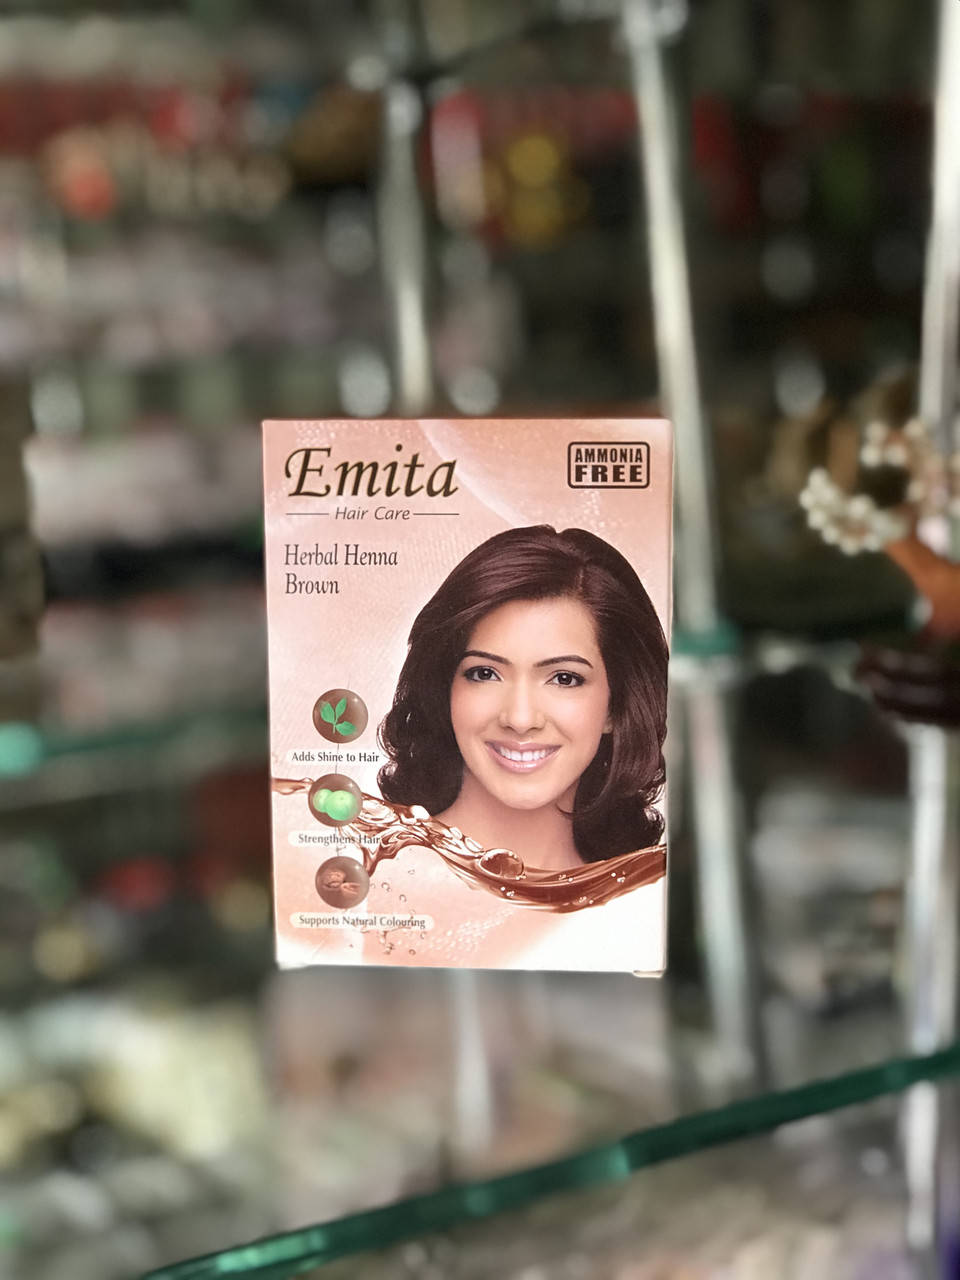 Emita
Hair Care
AMMONIA
FREE
Herbal Henna
Brown
Adds Shine to Hair
Strengthens Hair
Supports Natural Colouring